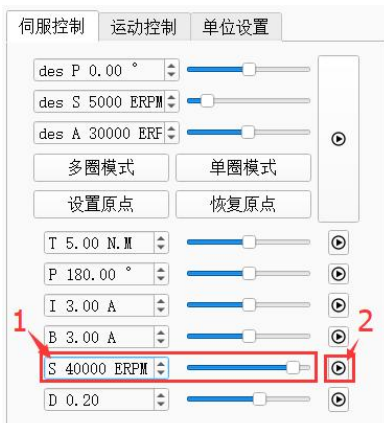 伺服控制 运动控制 单位设置
des P 0.00 °
des S 5000 ERPM
des A 30000 ERF
多圈模式 单圈模式
设置原点 恢复原点
T 5.00 N.M
P 180.00 °
I 3.00 A
1 2
B 3.00 A
S 40000 ERPM
D 0.20